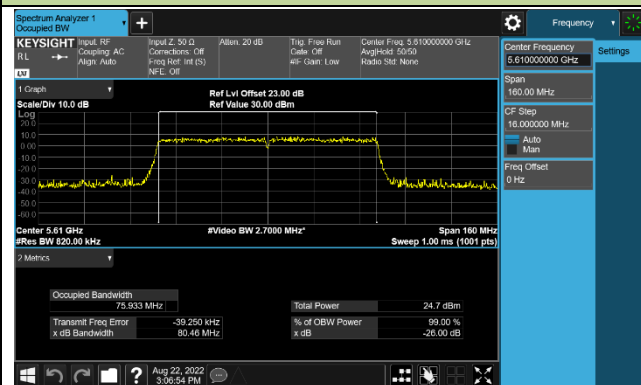 Spectrum Analyzer 1
Occupied BW
+
Frequency
KEYSIGHT
Input: RF
Coupling: AC
Align: Auto
Input Z: 50 Ω
Corrections: Off
Freq Ref: Int (S)
NFE: Off
Atten: 20 dB
Trig: Free Run
Gate: Off
#IF Gain: Low
Center Freq: 5.610000000 GHz
Avg|Hold: 50/50
Radio Std: None
RL
LXI
Center Frequency
5.610000000 GHz
Settings
Span
160.00 MHz
CF Step
16.000000 MHz
Auto
Man
Freq Offset
0 Hz
1 Graph
Scale/Div 10.0 dB
Ref Lvl Offset 23.00 dB
Ref Value 30.00 dBm
Log
20.0
10.0
0.00
-10.0
-20.0
-30.0
-40.0
-50.0
-60.0
Center 5.61 GHz
#Video BW 2.7000 MHz*
Span 160 MHz
#Res BW 820.00 kHz
Sweep 1.00 ms (1001 pts)
2 Metrics
Occupied Bandwidth
75.933 MHz
Total Power
24.7 dBm
Transmit Freq Error
-39.250 kHz
% of OBW Power
99.00 %
x dB Bandwidth
80.46 MHz
x dB
-26.00 dB
?
Aug 22, 2022
3:06:54 PM